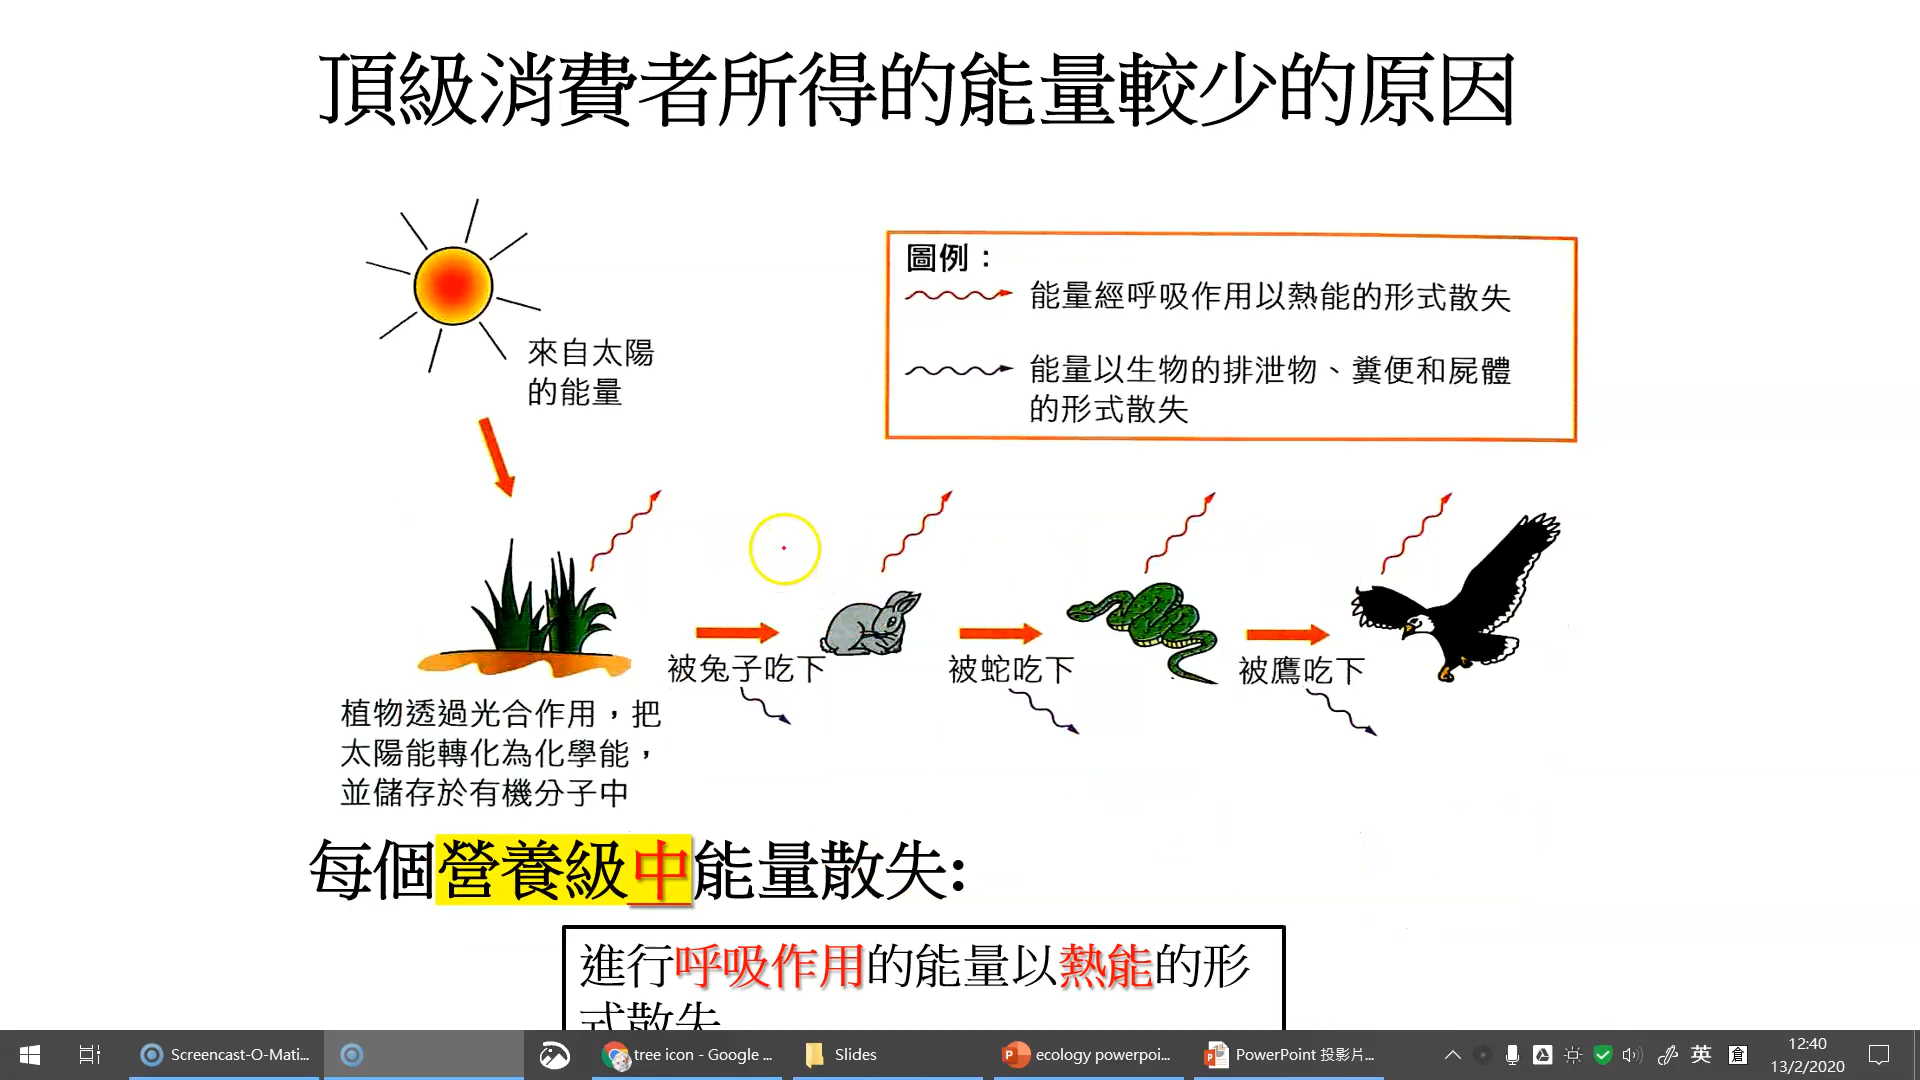 頂級消費者所得的能量較少的原因
圖例：
能量經呼吸作用以熱能的形式散失
能量以生物的排泄物、糞便和屍體
的形式散失
來自太陽
的能量
被兔子吃下
被蛇吃下
被鷹吃下
植物透過光合作用，把
太陽能轉化為化學能，
並儲存於有機分子中
每個營養級中能量散失:
進行呼吸作用的能量以熱能的形
式散失
Screencast-O-Mati...
tree icon - Google ...
Slides
ecology powerpoi...
PowerPoint 投影片...
英
倉
12:40
13/2/2020